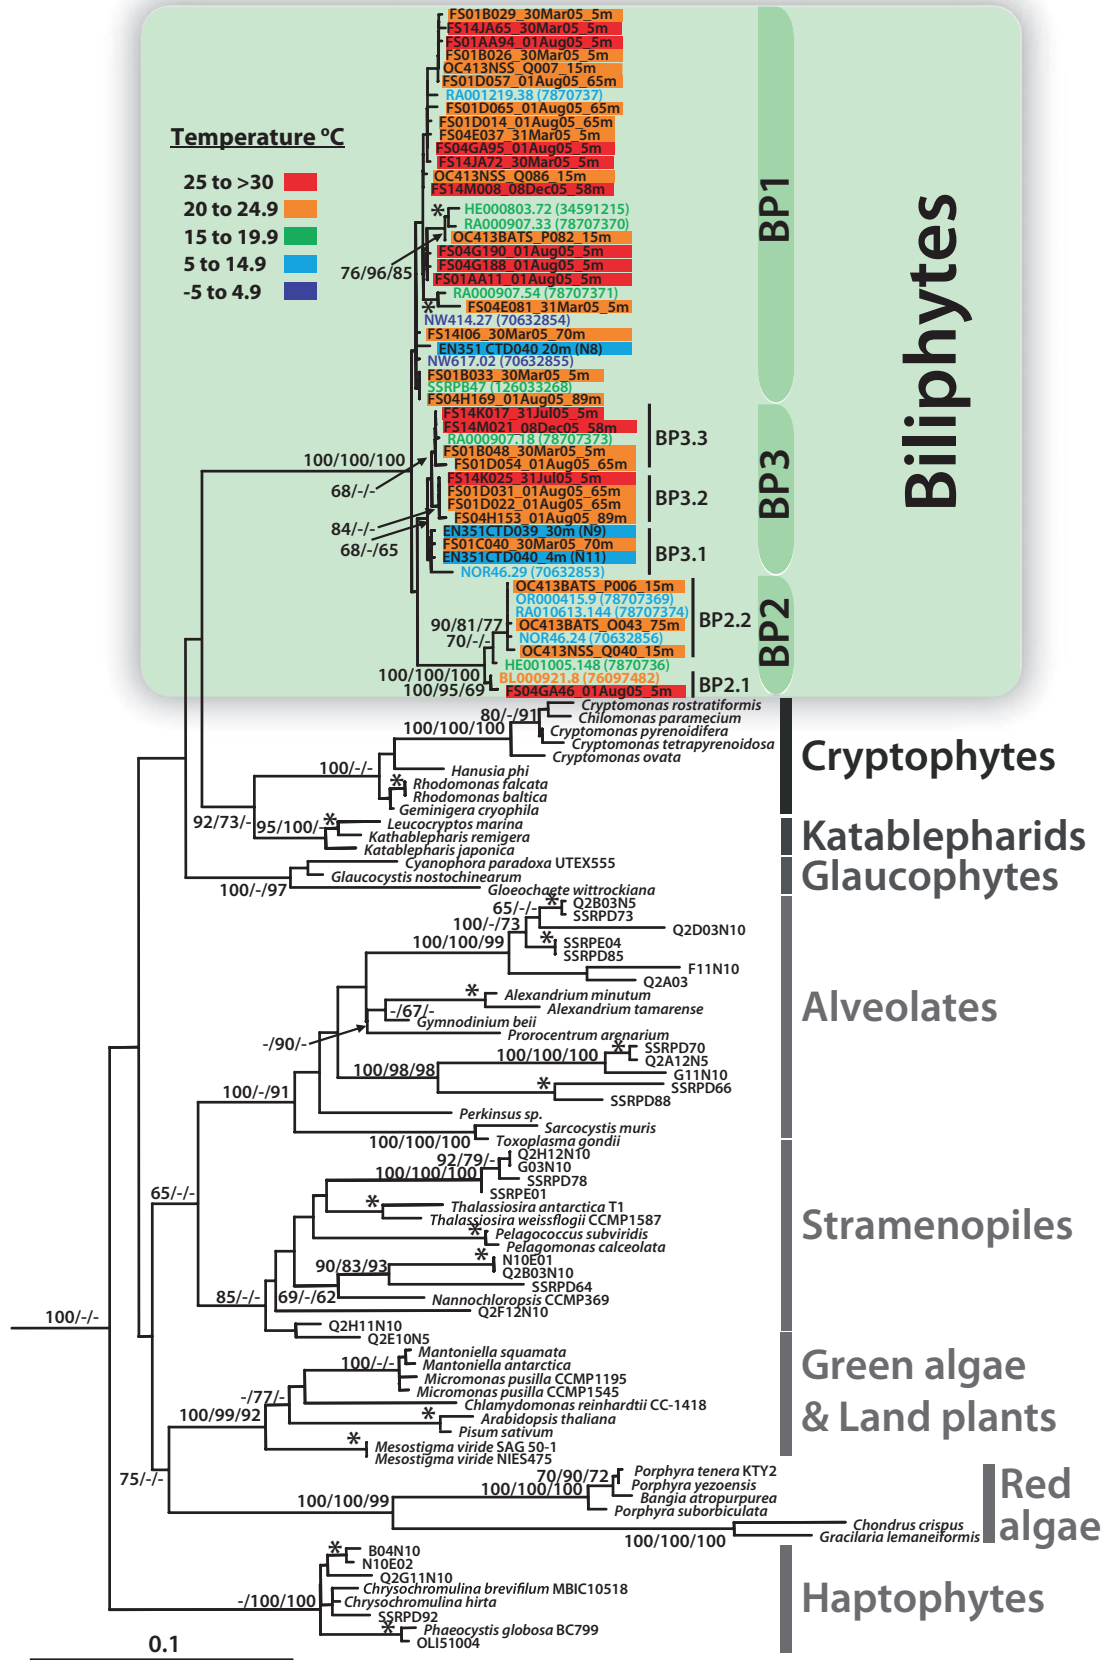 FS01B029_30Mar05_5m
FS14JA65_30Mar05_5m
FS01AA94_01Aug05_5m
FS01B026_30Mar05_5m
OC413NSS_Q007_15m
FS01D057_01Aug05_65m
RA001219.38 (7870737)
FS01D065_01Aug05_65m
FS01D014_01Aug05_65m
FS04E037_31Mar05_5m
FS04GA95_01Aug05_5m
FS14JA72_30Mar05_5m
OC413NSS_Q086_15m
FS14M008_08Dec05_58m
Temperature ºC
25 to >30
20 to 24.9
15 to 19.9
5 to 14.9
-5 to 4.9
BP1
Biliphytes
*
HE000803.72 (34591215)
RA000907.33 (78707370)
OC413BATS_P082_15m
76/96/85
FS04G190_01Aug05_5m
FS04G188_01Aug05_5m
FS01AA11_01Aug05_5m
RA000907.54 (78707371)
*
FS04E081_31Mar05_5m
NW414.27 (70632854)
FS14I06_30Mar05_70m
EN351 CTD040 20m (N8)
NW617.02 (70632855)
FS01B033_30Mar05_5m
SSRPB47 (126033268)
FS04H169_01Aug05_89m
FS14K017_31Jul05_5m
FS14M021_08Dec05_58m
RA000907.18 (78707373)
FS01B048_30Mar05_5m
FS01D054_01Aug05_65m
BP3.3
BP3
100/100/100
68/-/-
FS14K025_31Jul05_5m
FS01D031_01Aug05_65m
FS01D022_01Aug05_65m
FS04H153_01Aug05_89m
BP3.2
84/-/-
68/-/65
EN351CTD039_30m (N9)
FS01C040_30Mar05_70m
EN351CTD040_4m (N11)
NOR46.29 (70632853)
BP3.1
OC413BATS_P006_15m
OR000415.9 (78707369)
RA010613.144 (78707374)
OC413BATS_O043_75m
NOR46.24 (70632856)
OC413NSS_Q040_15m
BP2.2
BP2
90/81/77
70/-/-
HE001005.148 (7870736)
BL000921.8 (76097482)
FS04GA46_01Aug05_5m
BP2.1
100/100/100
100/95/69
Cryptomonas rostratiformis
Chilomonas paramecium
Cryptomonas pyrenoidifera
Cryptomonas tetrapyrenoidosa
Cryptomonas ovata
80/-/91
100/100/100
100/-/-
Hanusia phi
*
Rhodomonas falcata
Rhodomonas baltica
Geminigera cryophila
Cryptophytes
92/73/-
95/100/-
*
Leucocryptos marina
Kathablepharis remigera
Katablepharis japonica
Katablepharids
Cyanophora paradoxa UTEX555
Glaucocystis nostochinearum
Gloeochaete wittrockiana
100/-/97
Glaucophytes
65/-/-
*
Q2B03N5
SSRPD73
100/-/73
Q2D03N10
100/100/99
*
SSRPE04
SSRPD85
F11N10
Q2A03
*
Alexandrium minutum
Alexandrium tamarense
-/67/-
Gymnodinium beii
Prorocentrum arenarium
-/90/-
Alveolates
100/100/100
*
SSRPD70
Q2A12N5
G11N10
100/98/98
*
SSRPD66
SSRPD88
100/-/91
Perkinsus sp.
Sarcocystis muris
Toxoplasma gondii
100/100/100
92/79/-
Q2H12N10
G03N10
100/100/100
SSRPD78
SSRPE01
65/-/-
*
Thalassiosira antarctica T1
Thalassiosira weissflogii CCMP1587
*
Pelagococcus subviridis
Pelagomonas calceolata
Stramenopiles
*
N10E01
Q2B03N10
90/83/93
SSRPD64
69/-/62
Nannochloropsis CCMP369
85/-/-
Q2F12N10
Q2H11N10
Q2E10N5
100/-/-
Mantoniella squamata
Mantoniella antarctica
100/-/-
Micromonas pusilla CCMP1195
Micromonas pusilla CCMP1545
-/77/-
Chlamydomonas reinhardtii CC-1418
100/99/92
*
Arabidopsis thaliana
Pisum sativum
*
Mesostigma viride SAG 50-1
Mesostigma viride NIES475
Green algae
& Land plants
75/-/-
70/90/72
Porphyra tenera KTY2
Porphyra yezoensis
100/100/100
Bangia atropurpurea
Porphyra suborbiculata
100/100/99
Chondrus crispus
Gracilaria lemaneiformis
100/100/100
Red
algae
*
B04N10
N10E02
Q2G11N10
Chrysochromulina brevifilum MBIC10518
-/100/100
Chrysochromulina hirta
SSRPD92
*
Phaeocystis globosa BC799
OLI51004
Haptophytes
0.1